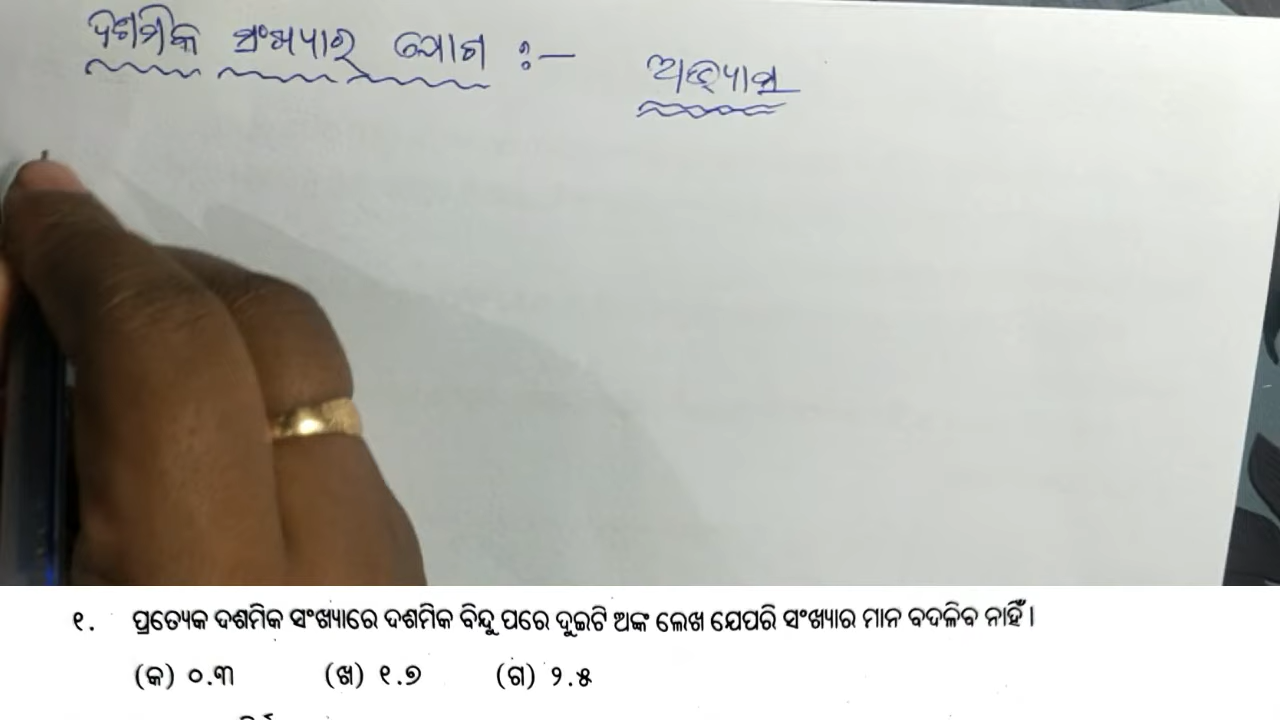 ଦଶମିକ ସଂଖ୍ୟାର ଯୋଗ :-
ଅଭ୍ୟାସ
୧. ପ୍ରତ୍ୟେକ ଦଶମିକ ସଂଖ୍ୟାରେ ଦଶମିକ ବିନ୍ଦୁ ପରେ ଦୁଇଟି ଅଙ୍କ ଲେଖ ଯେପରି ସଂଖ୍ୟାର ମାନ ବଦଳିବ ନାହିଁ।
(କ) ୦.୩ (ଖ) ୧.୭ (ଗ) ୨.୫